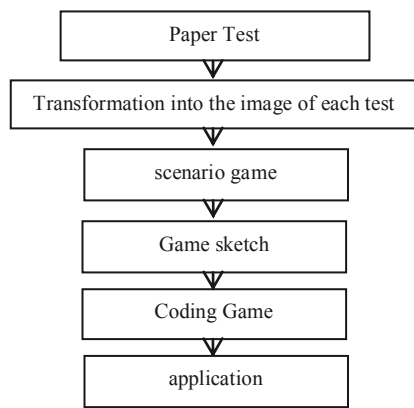 Paper Test
Transformation into the image of each test
scenario game
Game sketch
Coding Game
application